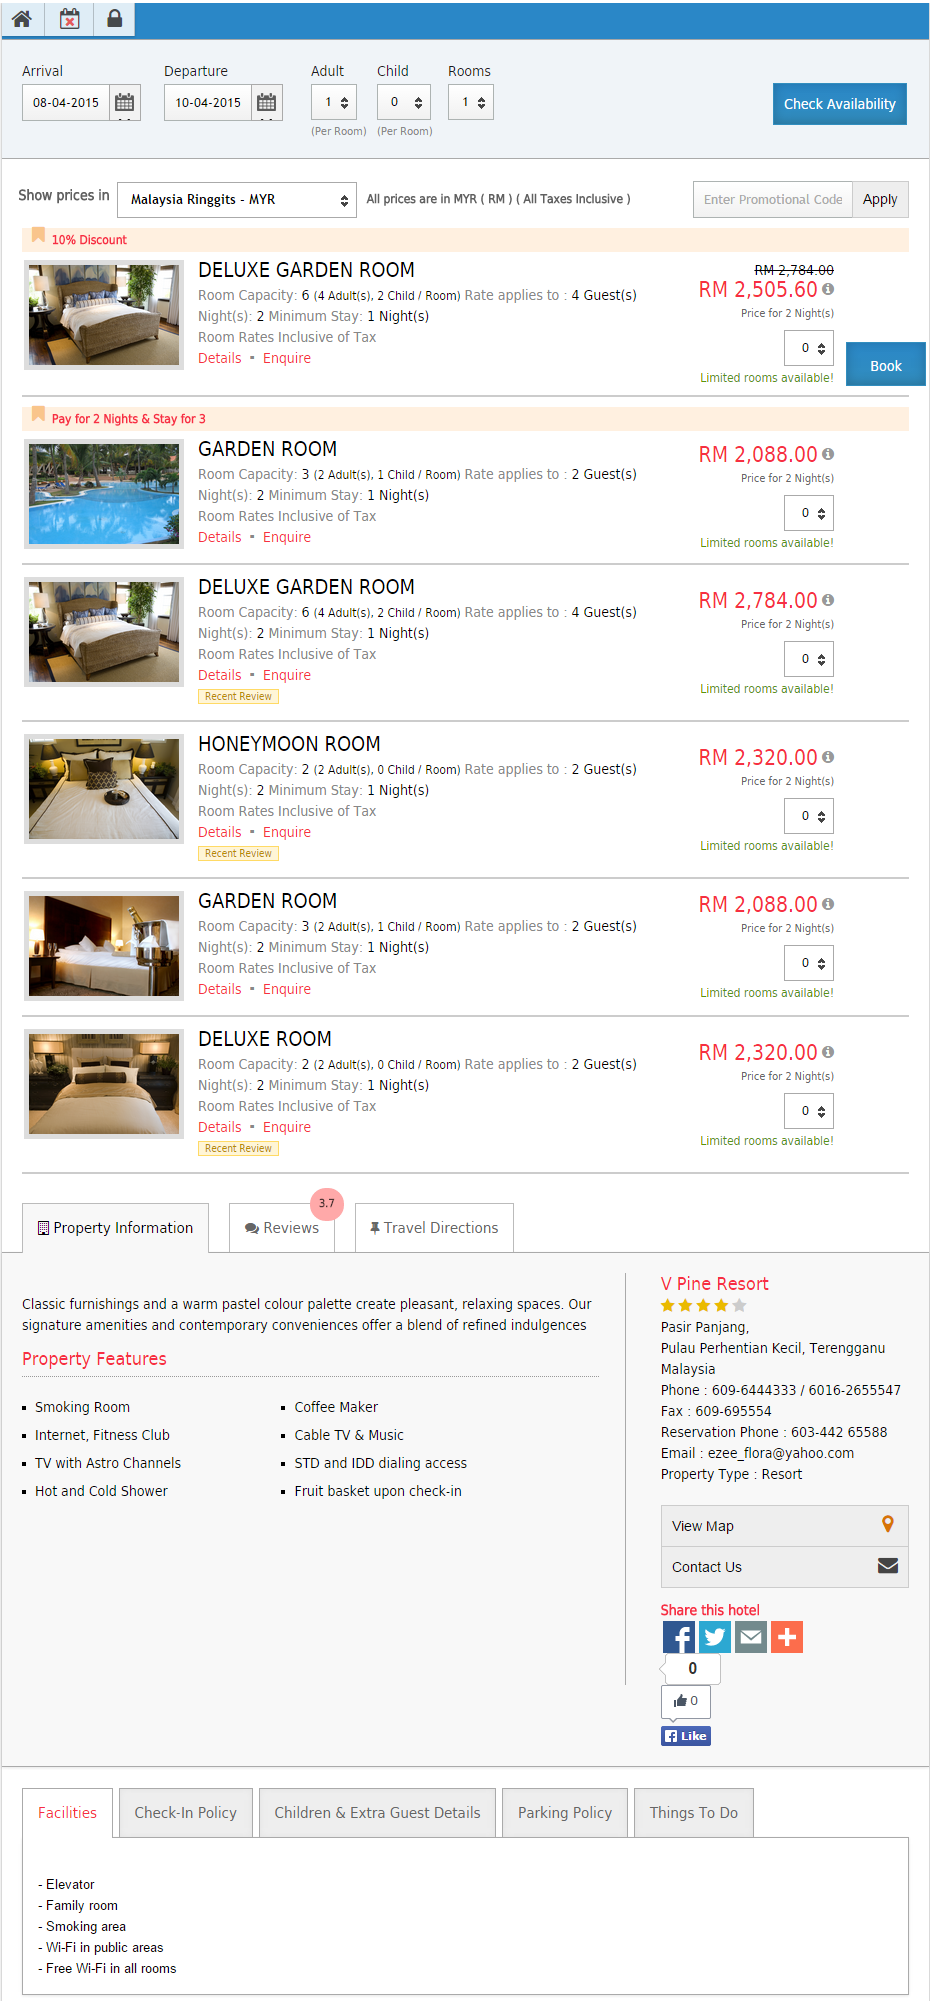 Arrival Departure Adult Child Rooms
08-04-2015 10-04-2015 1 0 1 Check Availability
(Per Room) (Per Room)
Show prices in Malaysia Ringgits - MYR All prices are in MYR ( RM ) ( All Taxes Inclusive ) Enter Promotional Code Apply
10% Discount
DELUXE GARDEN ROOM RM 2,784.00
Room Capacity: 6 (4 Adult(s), 2 Child / Room) Rate applies to : 4 Guest(s) RM 2,505.60
Night(s): 2 Minimum Stay: 1 Night(s) Price for 2 Night(s)
Room Rates Inclusive of Tax 0
Details ▪ Enquire Book
Limited rooms available!
Pay for 2 Nights & Stay for 3
GARDEN ROOM RM 2,088.00
Room Capacity: 3 (2 Adult(s), 1 Child / Room) Rate applies to : 2 Guest(s) Price for 2 Night(s)
Night(s): 2 Minimum Stay: 1 Night(s)
Room Rates Inclusive of Tax 0
Details ▪ Enquire Limited rooms available!
DELUXE GARDEN ROOM RM 2,784.00
Room Capacity: 6 (4 Adult(s), 2 Child / Room) Rate applies to : 4 Guest(s) Price for 2 Night(s)
Night(s): 2 Minimum Stay: 1 Night(s)
Room Rates Inclusive of Tax 0
Details ▪ Enquire Limited rooms available!
Recent Review
HONEYMOON ROOM RM 2,320.00
Room Capacity: 2 (2 Adult(s), 0 Child / Room) Rate applies to : 2 Guest(s) Price for 2 Night(s)
Night(s): 2 Minimum Stay: 1 Night(s)
Room Rates Inclusive of Tax 0
Details ▪ Enquire Limited rooms available!
Recent Review
GARDEN ROOM RM 2,088.00
Room Capacity: 3 (2 Adult(s), 1 Child / Room) Rate applies to : 2 Guest(s) Price for 2 Night(s)
Night(s): 2 Minimum Stay: 1 Night(s)
Room Rates Inclusive of Tax 0
Details ▪ Enquire Limited rooms available!
DELUXE ROOM RM 2,320.00
Room Capacity: 2 (2 Adult(s), 0 Child / Room) Rate applies to : 2 Guest(s) Price for 2 Night(s)
Night(s): 2 Minimum Stay: 1 Night(s)
Room Rates Inclusive of Tax 0
Details ▪ Enquire Limited rooms available!
Recent Review
3.7
Property Information Reviews Travel Directions
Classic furnishings and a warm pastel colour palette create pleasant, relaxing spaces. Our
signature amenities and contemporary conveniences offer a blend of refined indulgences
Property Features
Smoking Room Coffee Maker
Internet, Fitness Club Cable TV & Music
TV with Astro Channels STD and IDD dialing access
Hot and Cold Shower Fruit basket upon check-in
V Pine Resort
Pasir Panjang,
Pulau Perhentian Kecil, Terengganu
Malaysia
Phone : 609-6444333 / 6016-2655547
Fax : 609-695554
Reservation Phone : 603-442 65588
Email : ezee_flora@yahoo.com
Property Type : Resort
View Map
Contact Us
Share this hotel
0
0
Like
Facilities Check-In Policy Children & Extra Guest Details Parking Policy Things To Do
- Elevator
- Family room
- Smoking area
- Wi-Fi in public areas
- Free Wi-Fi in all rooms